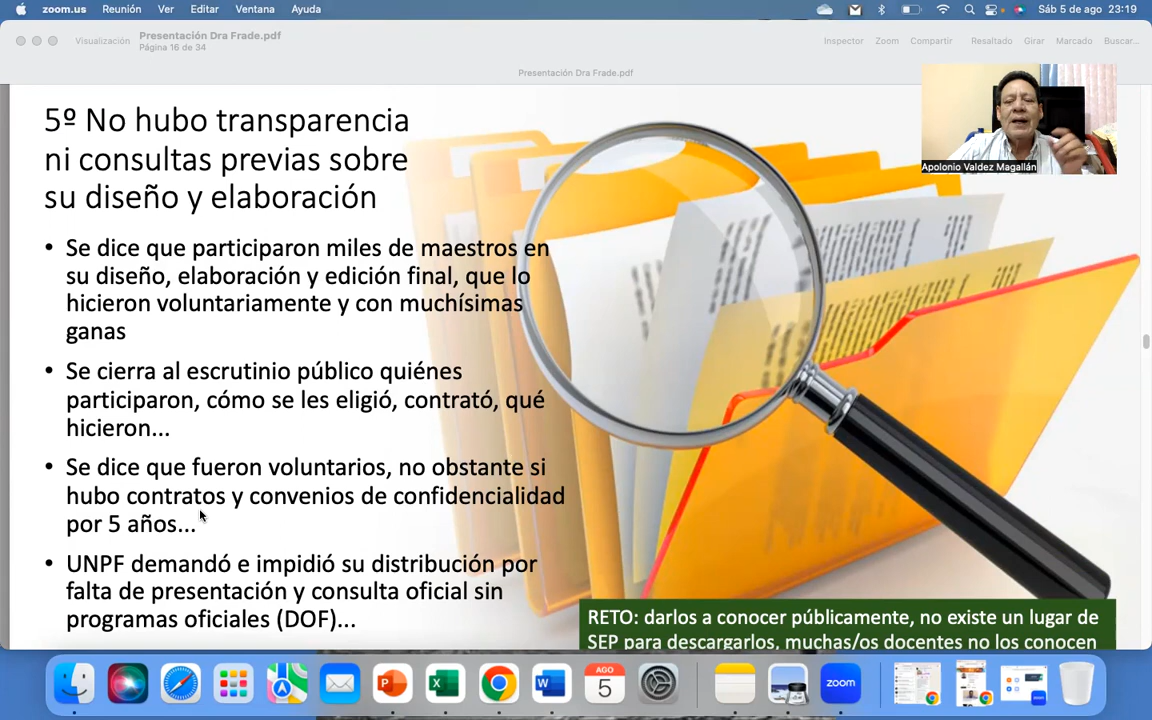 zoom.us Reunión Ver Editar Ventana Ayuda Sáb 5 de ago 23:19
Visualización Presentación Dra Frade.pdf
Página 16 de 34
Inspector Zoom Compartir Resaltado Girar Marcado Buscar...
Presentación Dra Frade.pdf
5º No hubo transparencia
ni consultas previas sobre
su diseño y elaboración
Apolonio Valdez Magallán
• Se dice que participaron miles de maestros en
su diseño, elaboración y edición final, que lo
hicieron voluntariamente y con muchísimas
ganas
• Se cierra al escrutinio público quiénes
participaron, cómo se les eligió, contrató, qué
hicieron...
• Se dice que fueron voluntarios, no obstante si
hubo contratos y convenios de confidencialidad
por 5 años...
• UNPF demandó e impidió su distribución por
falta de presentación y consulta oficial sin
programas oficiales (DOF)...
RETO: darlos a conocer públicamente, no existe un lugar de
SEP para descargarlos, muchas/os docentes no los conocen
AGO
5
zoom